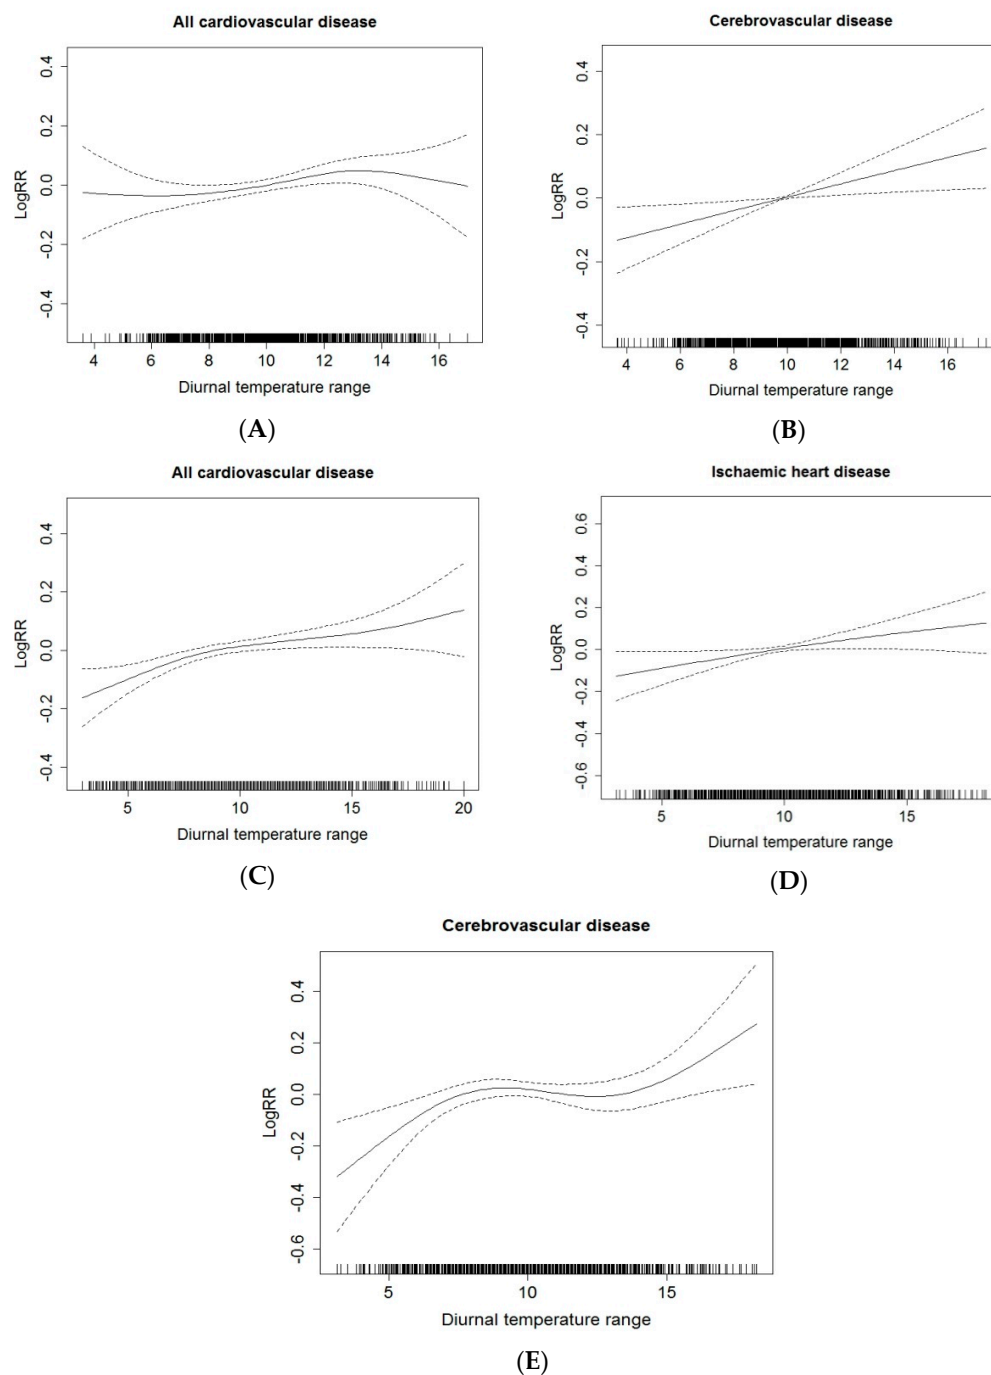 All cardiovascular disease
LogRR
0.4
0.2
0.0
-0.2
-0.4
4 6 8 10 12 14 16
Diurnal temperature range
(A)
Cerebrovascular disease
LogRR
0.4
0.2
0.0
-0.2
-0.4
4 6 8 10 12 14 16
Diurnal temperature range
(B)
All cardiovascular disease
LogRR
0.4
0.2
0.0
-0.2
-0.4
5 10 15 20
Diurnal temperature range
(C)
Ischaemic heart disease
LogRR
0.6
0.4
0.2
0.0
-0.2
-0.4
-0.6
5 10 15
Diurnal temperature range
(D)
Cerebrovascular disease
LogRR
0.4
0.2
0.0
-0.2
-0.4
-0.6
5 10 15
Diurnal temperature range
(E)